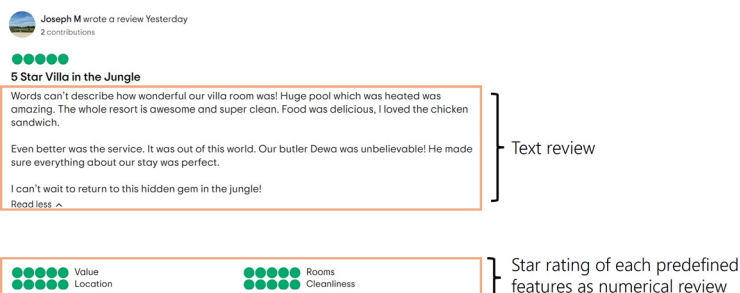 Joseph M wrote a review Yesterday
2 contributions
5 Star Villa in the Jungle
Words can't describe how wonderful our villa room was! Huge pool which was heated was
amazing. The whole resort is awesome and super clean. Food was delicious, I loved the chicken
sandwich.
Even better was the service. It was out of this world. Our butler Dewa was unbelievable! He made
sure everything about our stay was perfect.
I can't wait to return to this hidden gem in the jungle!
Read less
Text review
Value
Rooms
Location
Cleanliness
Star rating of each predefined
features as numerical review